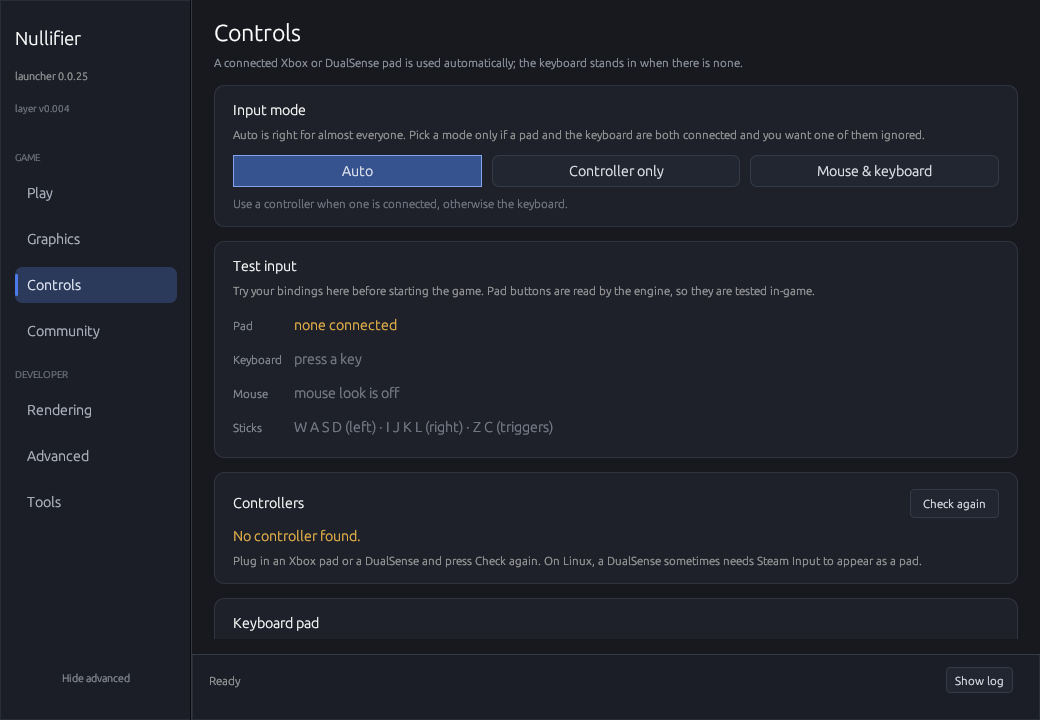 Nullifier
launcher 0.0.25
layer v0.004
GAME
Play
Graphics
Controls
Community
DEVELOPER
Rendering
Advanced
Tools
Hide advanced
Controls
A connected Xbox or DualSense pad is used automatically; the keyboard stands in when there is none.
Input mode
Auto is right for almost everyone. Pick a mode only if a pad and the keyboard are both connected and you want one of them ignored.
Auto
Controller only
Mouse & keyboard
Use a controller when one is connected, otherwise the keyboard.
Test input
Try your bindings here before starting the game. Pad buttons are read by the engine, so they are tested in-game.
Pad none connected
Keyboard press a key
Mouse mouse look is off
Sticks W A S D (left) · I J K L (right) · Z C (triggers)
Controllers
Check again
No controller found.
Plug in an Xbox pad or a DualSense and press Check again. On Linux, a DualSense sometimes needs Steam Input to appear as a pad.
Keyboard pad
Ready
Show log